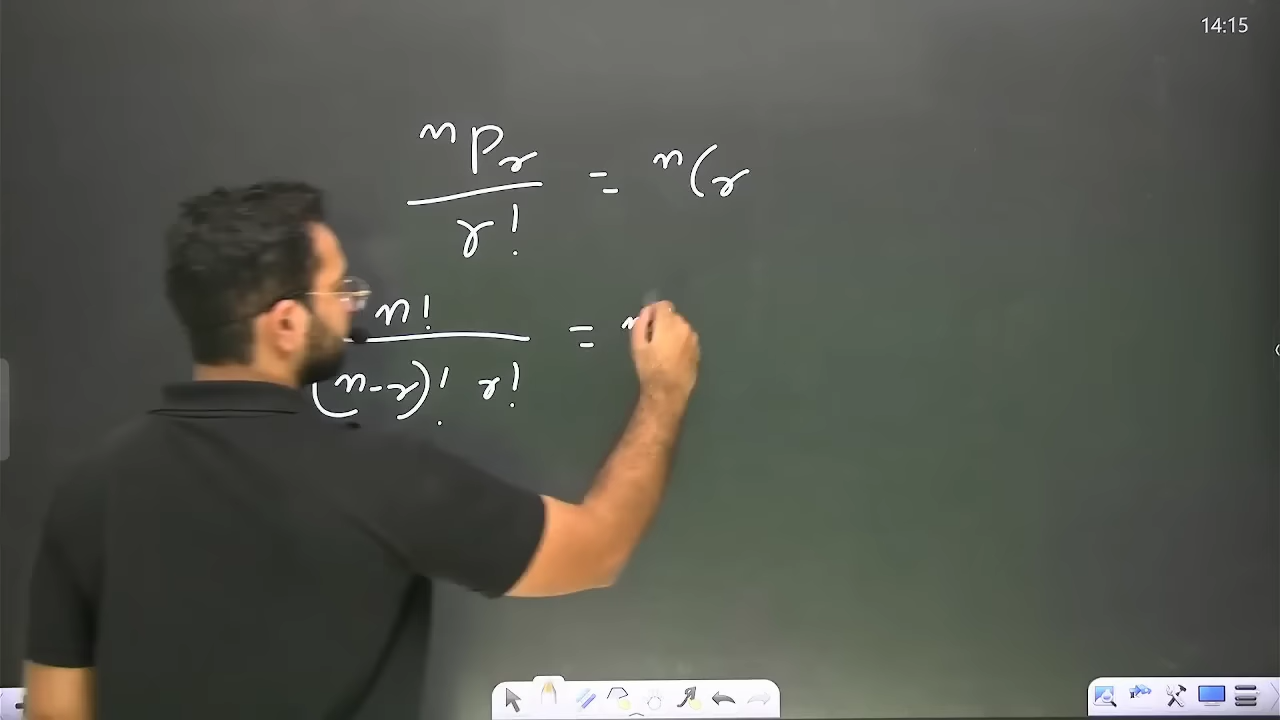 14:15
ⁿPᵣ / r! = ⁿCᵣ
n! / (n-r)! r! = n